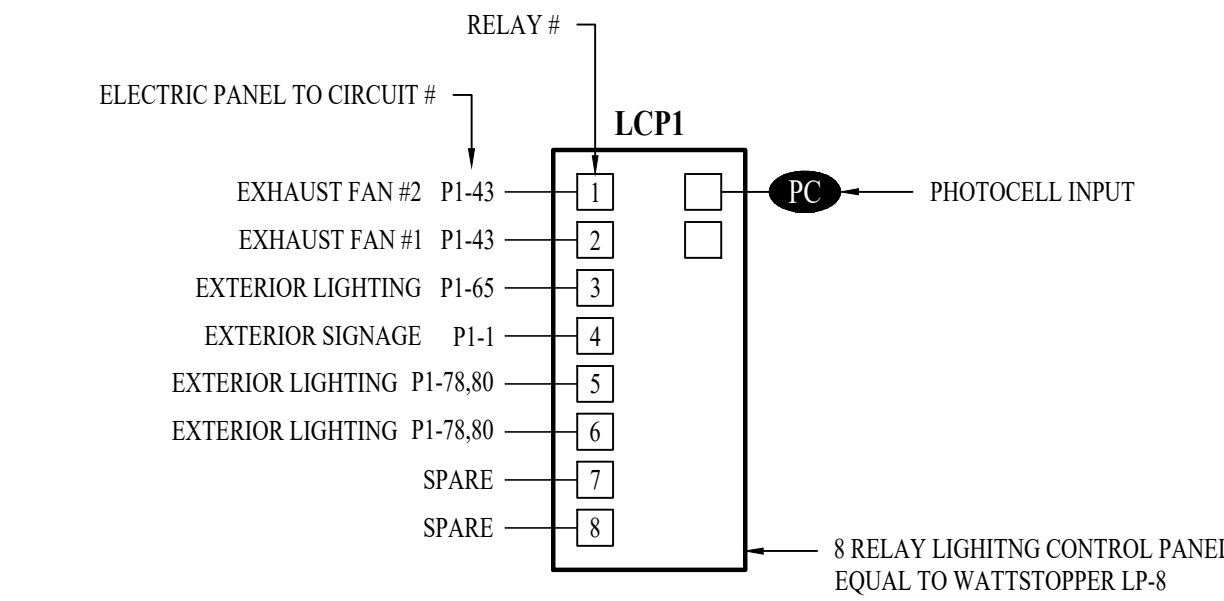 RELAY #
ELECTRIC PANEL TO CIRCUIT #
LCP1
EXHAUST FAN #2 P1-43 1 PC PHOTOCELL INPUT
EXHAUST FAN #1 P1-43 2
EXTERIOR LIGHTING P1-65 3
EXTERIOR SIGNAGE P1-1 4
EXTERIOR LIGHTING P1-78,80 5
EXTERIOR LIGHTING P1-78,80 6
SPARE 7
SPARE 8
8 RELAY LIGHITNG CONTROL PANEL
EQUAL TO WATTSTOPPER LP-8